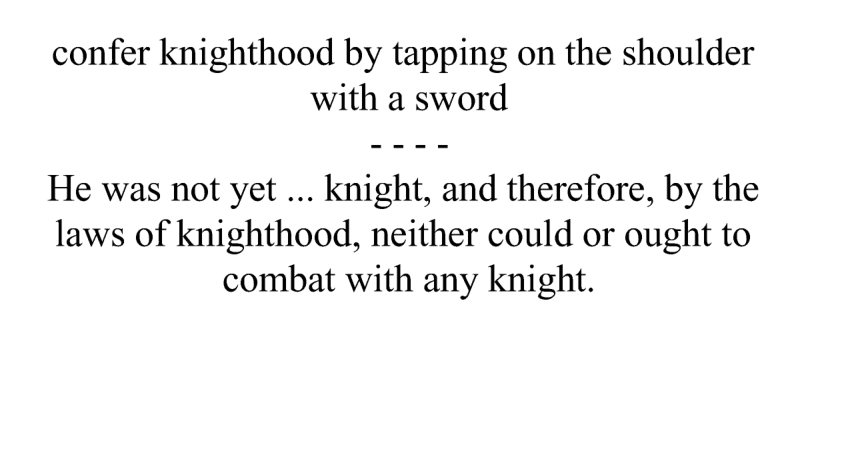 confer knighthood by tapping on the shoulder
with a sword
- - - -
He was not yet ... knight, and therefore, by the
laws of knighthood, neither could or ought to
combat with any knight.